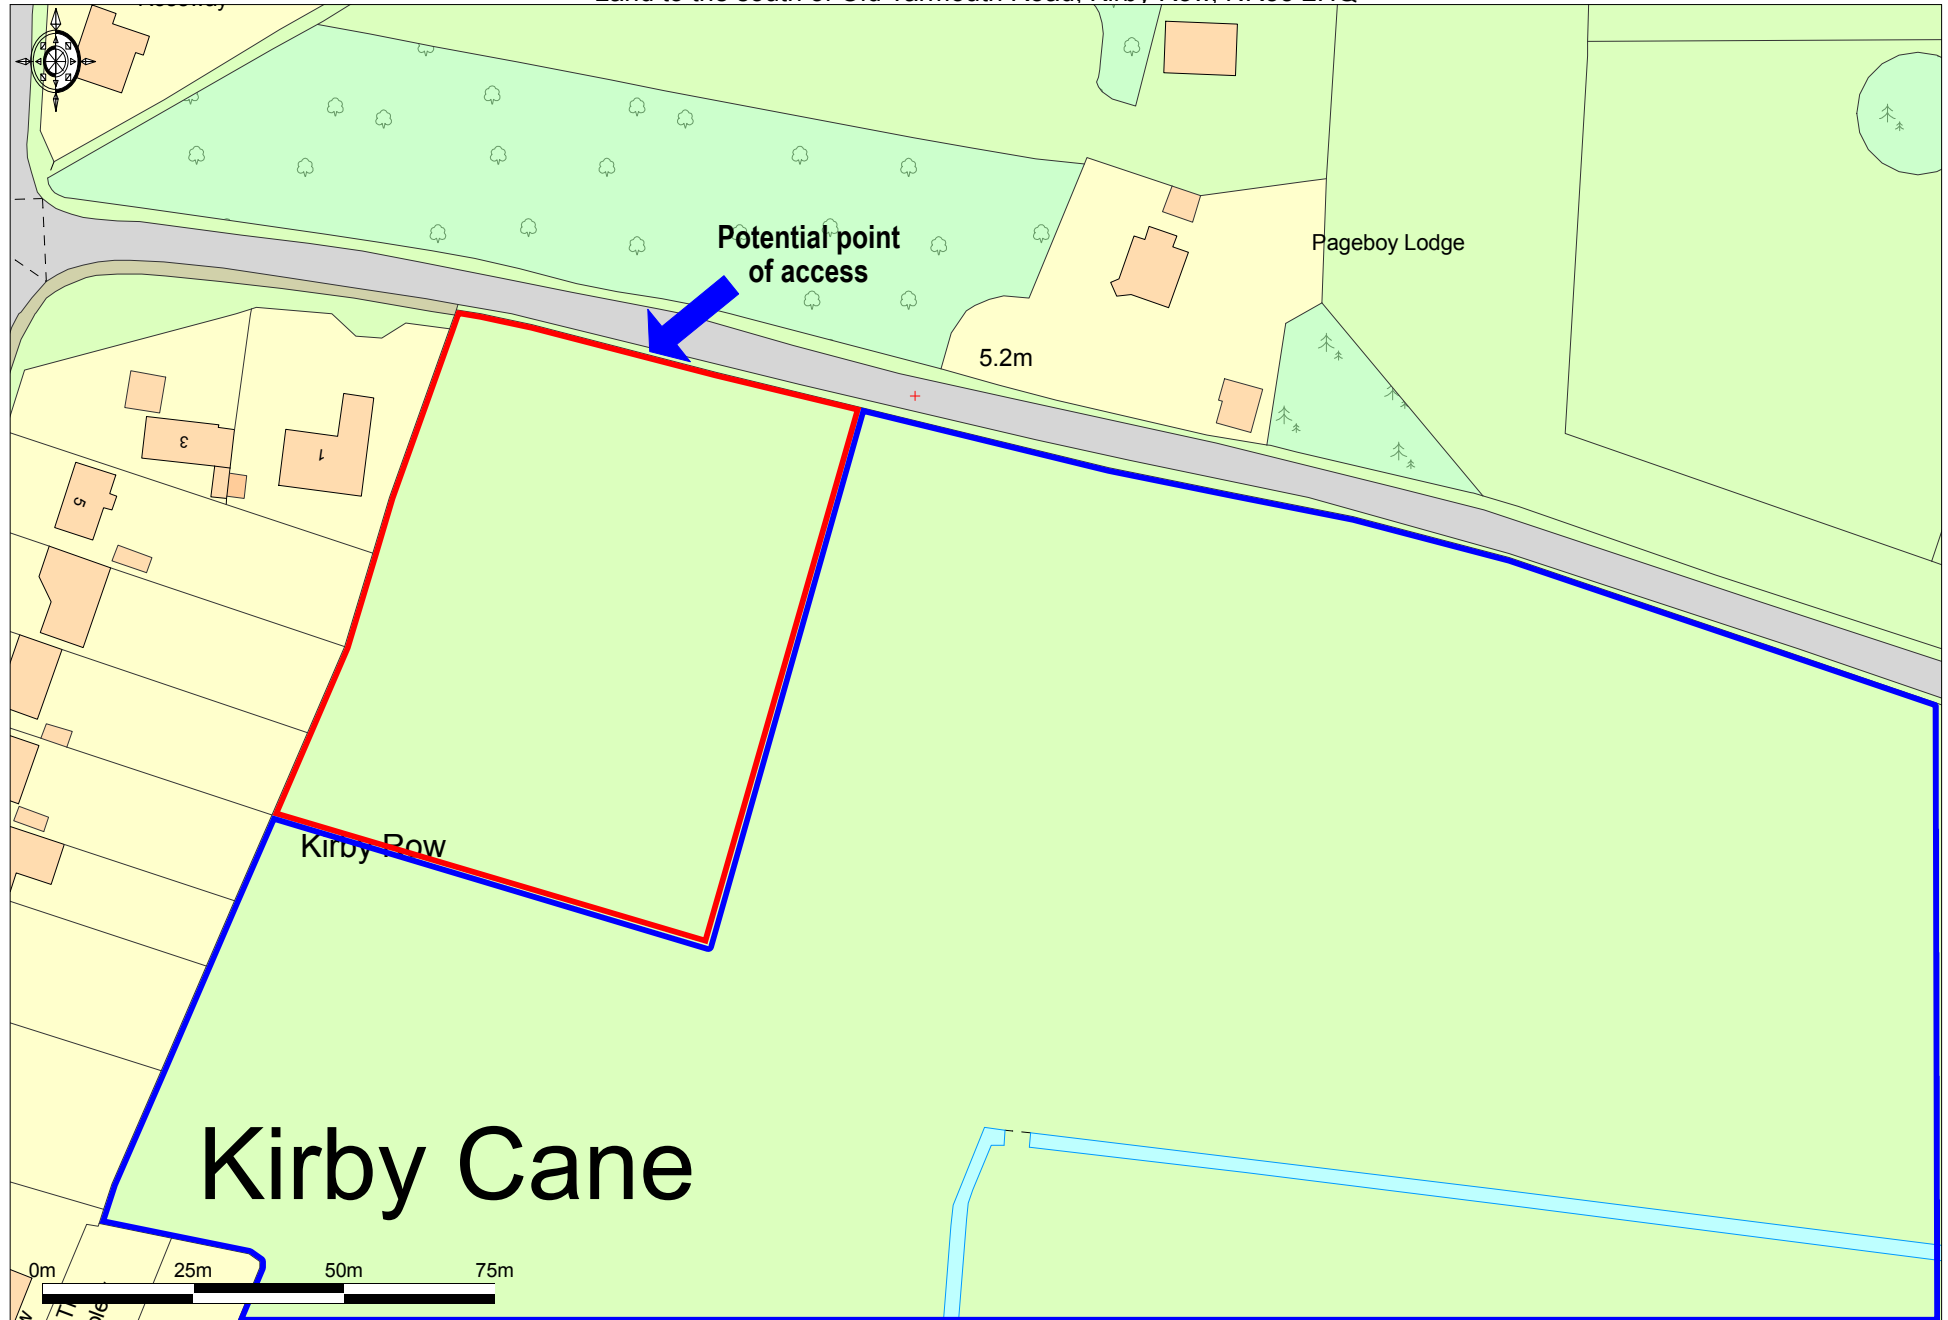 Potential point
of access
Pageboy Lodge
5.2m
3
1
5
Kirby Row
Kirby Cane
0m 25m 50m 75m